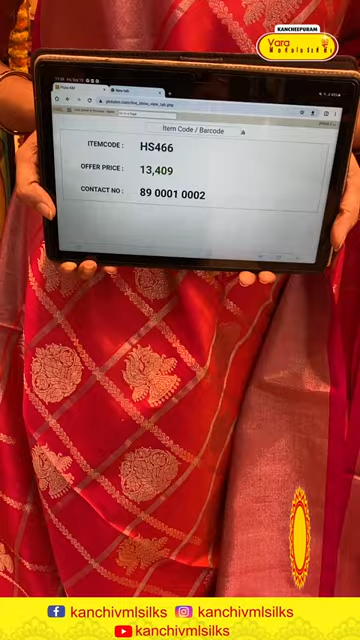 KANCHEEPURAM
Vara
Item Code / Barcode
ITEMCODE : HS466
OFFER PRICE : 13,409
CONTACT NO : 89 0001 0002
kanchivmlsilks kanchivmlsilks
kanchivmlsilks